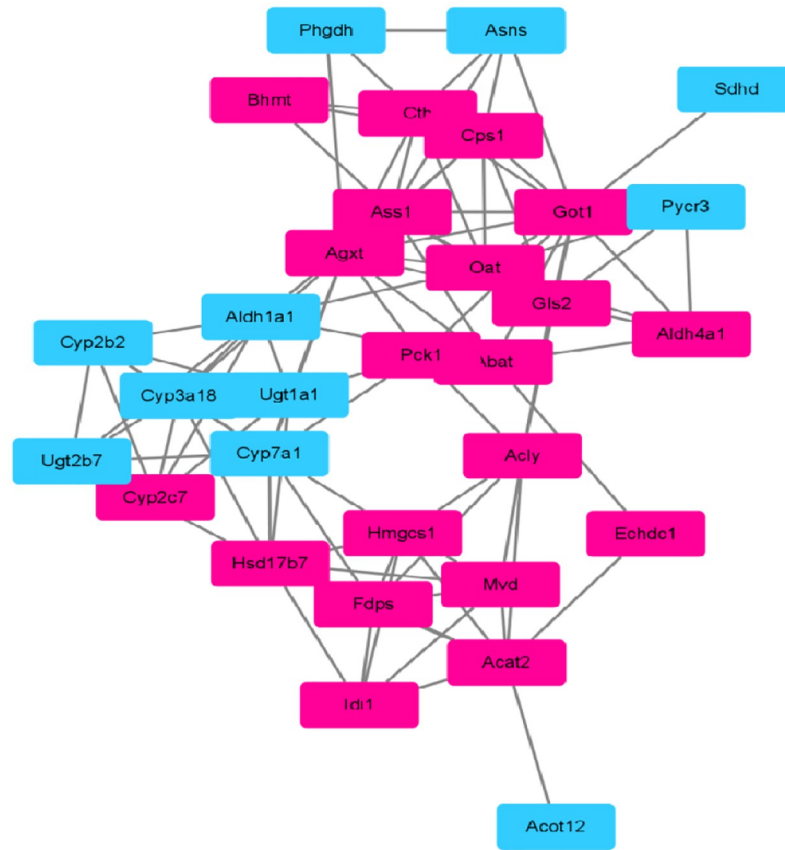 Phgdh
Asns
Sdhd
Bhmt
Cth
Cps1
Ass1
Got1
Pycr3
Agxt
Oat
Gls2
Aldh1a1
Aldh4a1
Cyp2b2
Pck1
Abat
Cyp3a18
Ugt1a1
Ugt2b7
Cyp7a1
Acly
Cyp2c7
Hmgcs1
Echdc1
Hsd17b7
Mvd
Fdps
Acat2
Idi1
Acot12